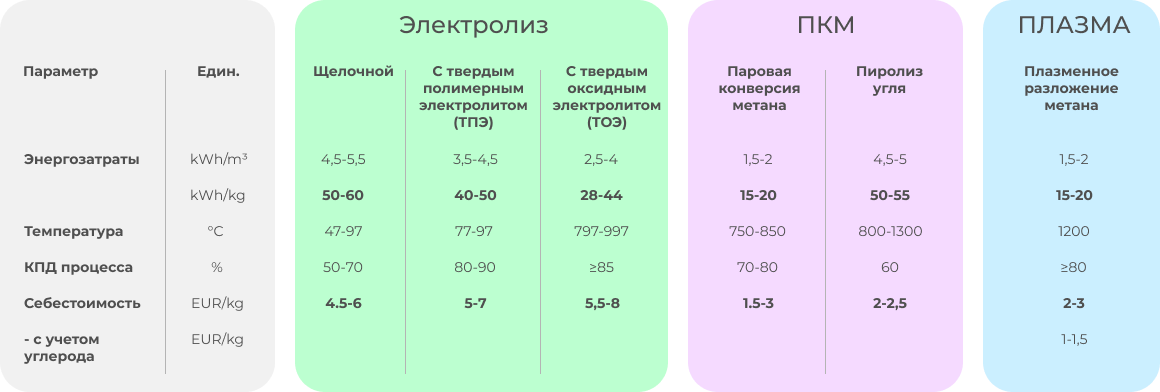 Электролиз ПКМ ПЛАЗМА
Параметр Един. Щелочной С твердым С твердым Паровая Пиролиз Плазменное
полимерным оксидным конверсия угля разложение
электролитом электролитом метана метана
(ТПЭ) (ТОЭ)
Энергозатраты kWh/m³ 4,5-5,5 3,5-4,5 2,5-4 1,5-2 4,5-5 1,5-2
kWh/kg 50-60 40-50 28-44 15-20 50-55 15-20
Температура °C 47-97 77-97 797-997 750-850 800-1300 1200
КПД процесса % 50-70 80-90 ≥85 70-80 60 ≥80
Себестоимость EUR/kg 4.5-6 5-7 5,5-8 1.5-3 2-2,5 2-3
- с учетом EUR/kg 1-1,5
углерода